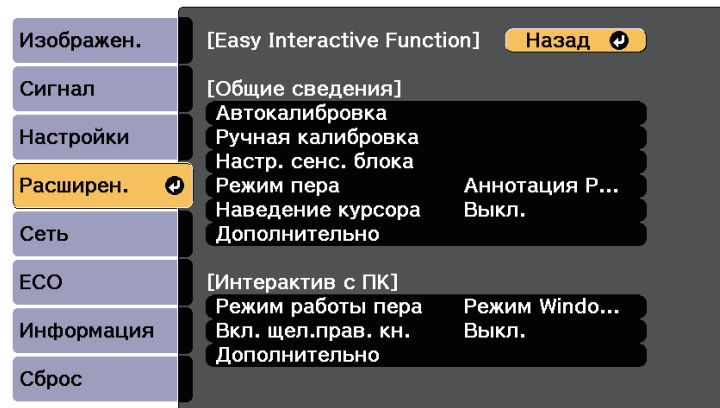 Изображен.
Сигнал
Настройки
Расширен.
Сеть
ECO
Информация
Сброс
[Easy Interactive Function] Назад
[Общие сведения]
Автокалибровка
Ручная калибровка
Настр. сенс. блока
Режим пера Аннотация P...
Наведение курсора Выкл.
Дополнительно
[Интерактив с ПК]
Режим работы пера Режим Windo...
Вкл. щел.прав. кн. Выкл.
Дополнительно